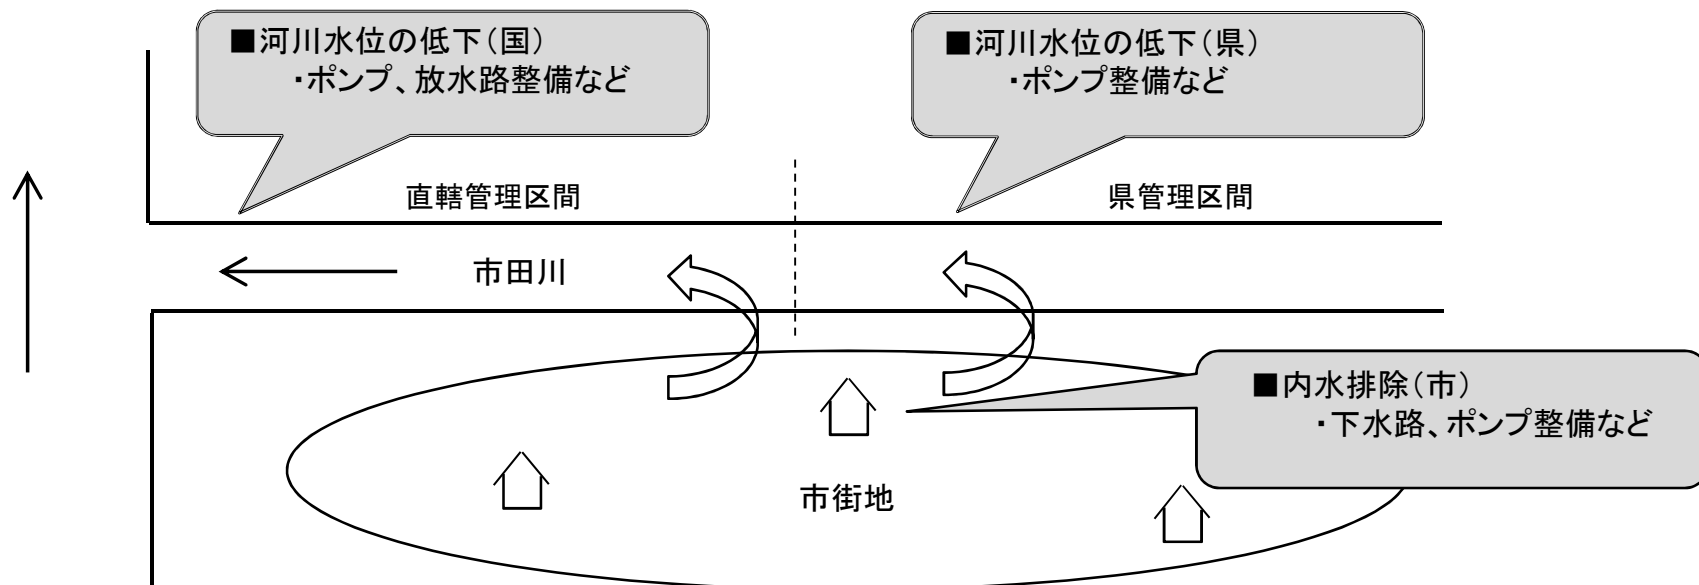 ■河川水位の低下(国)
・ポンプ、放水路整備など
■河川水位の低下(県)
・ポンプ整備など
直轄管理区間
県管理区間
市田川
■内水排除(市)
・下水路、ポンプ整備など
市街地